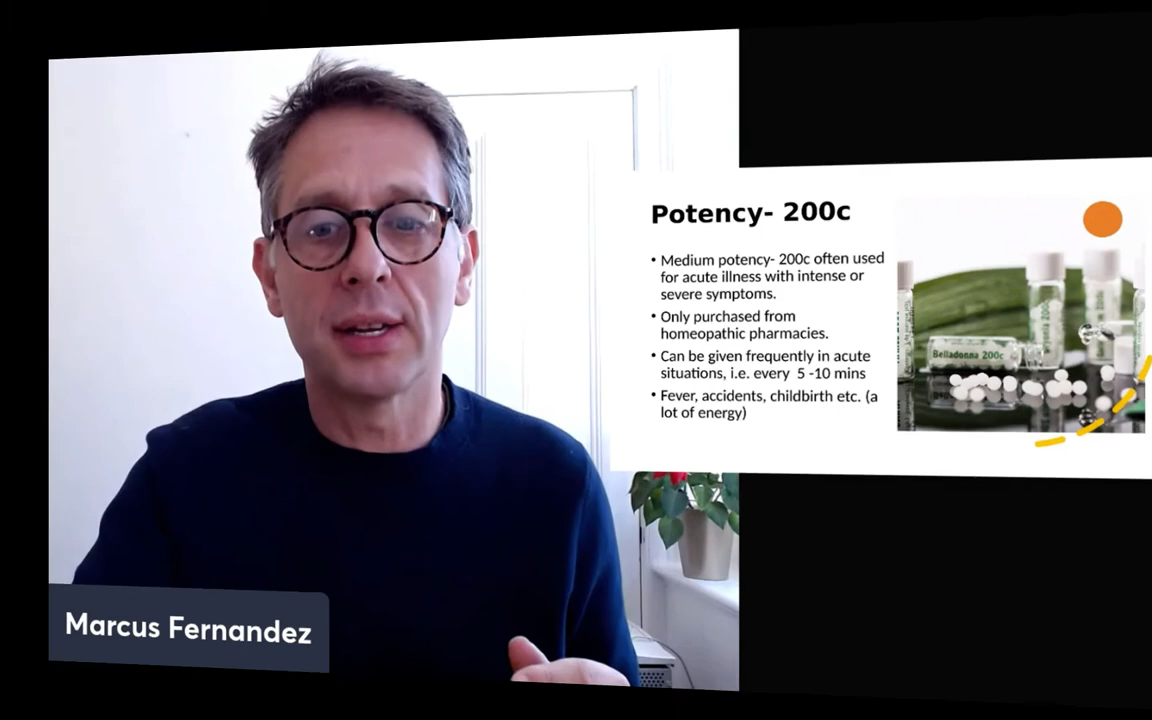 Potency- 200c
• Medium potency- 200c often used
for acute illness with intense or
severe symptoms.
• Only purchased from
homeopathic pharmacies.
• Can be given frequently in acute
situations, i.e. every 5 -10 mins
• Fever, accidents, childbirth etc. (a
lot of energy)
Belladonna 200c
Marcus Fernandez